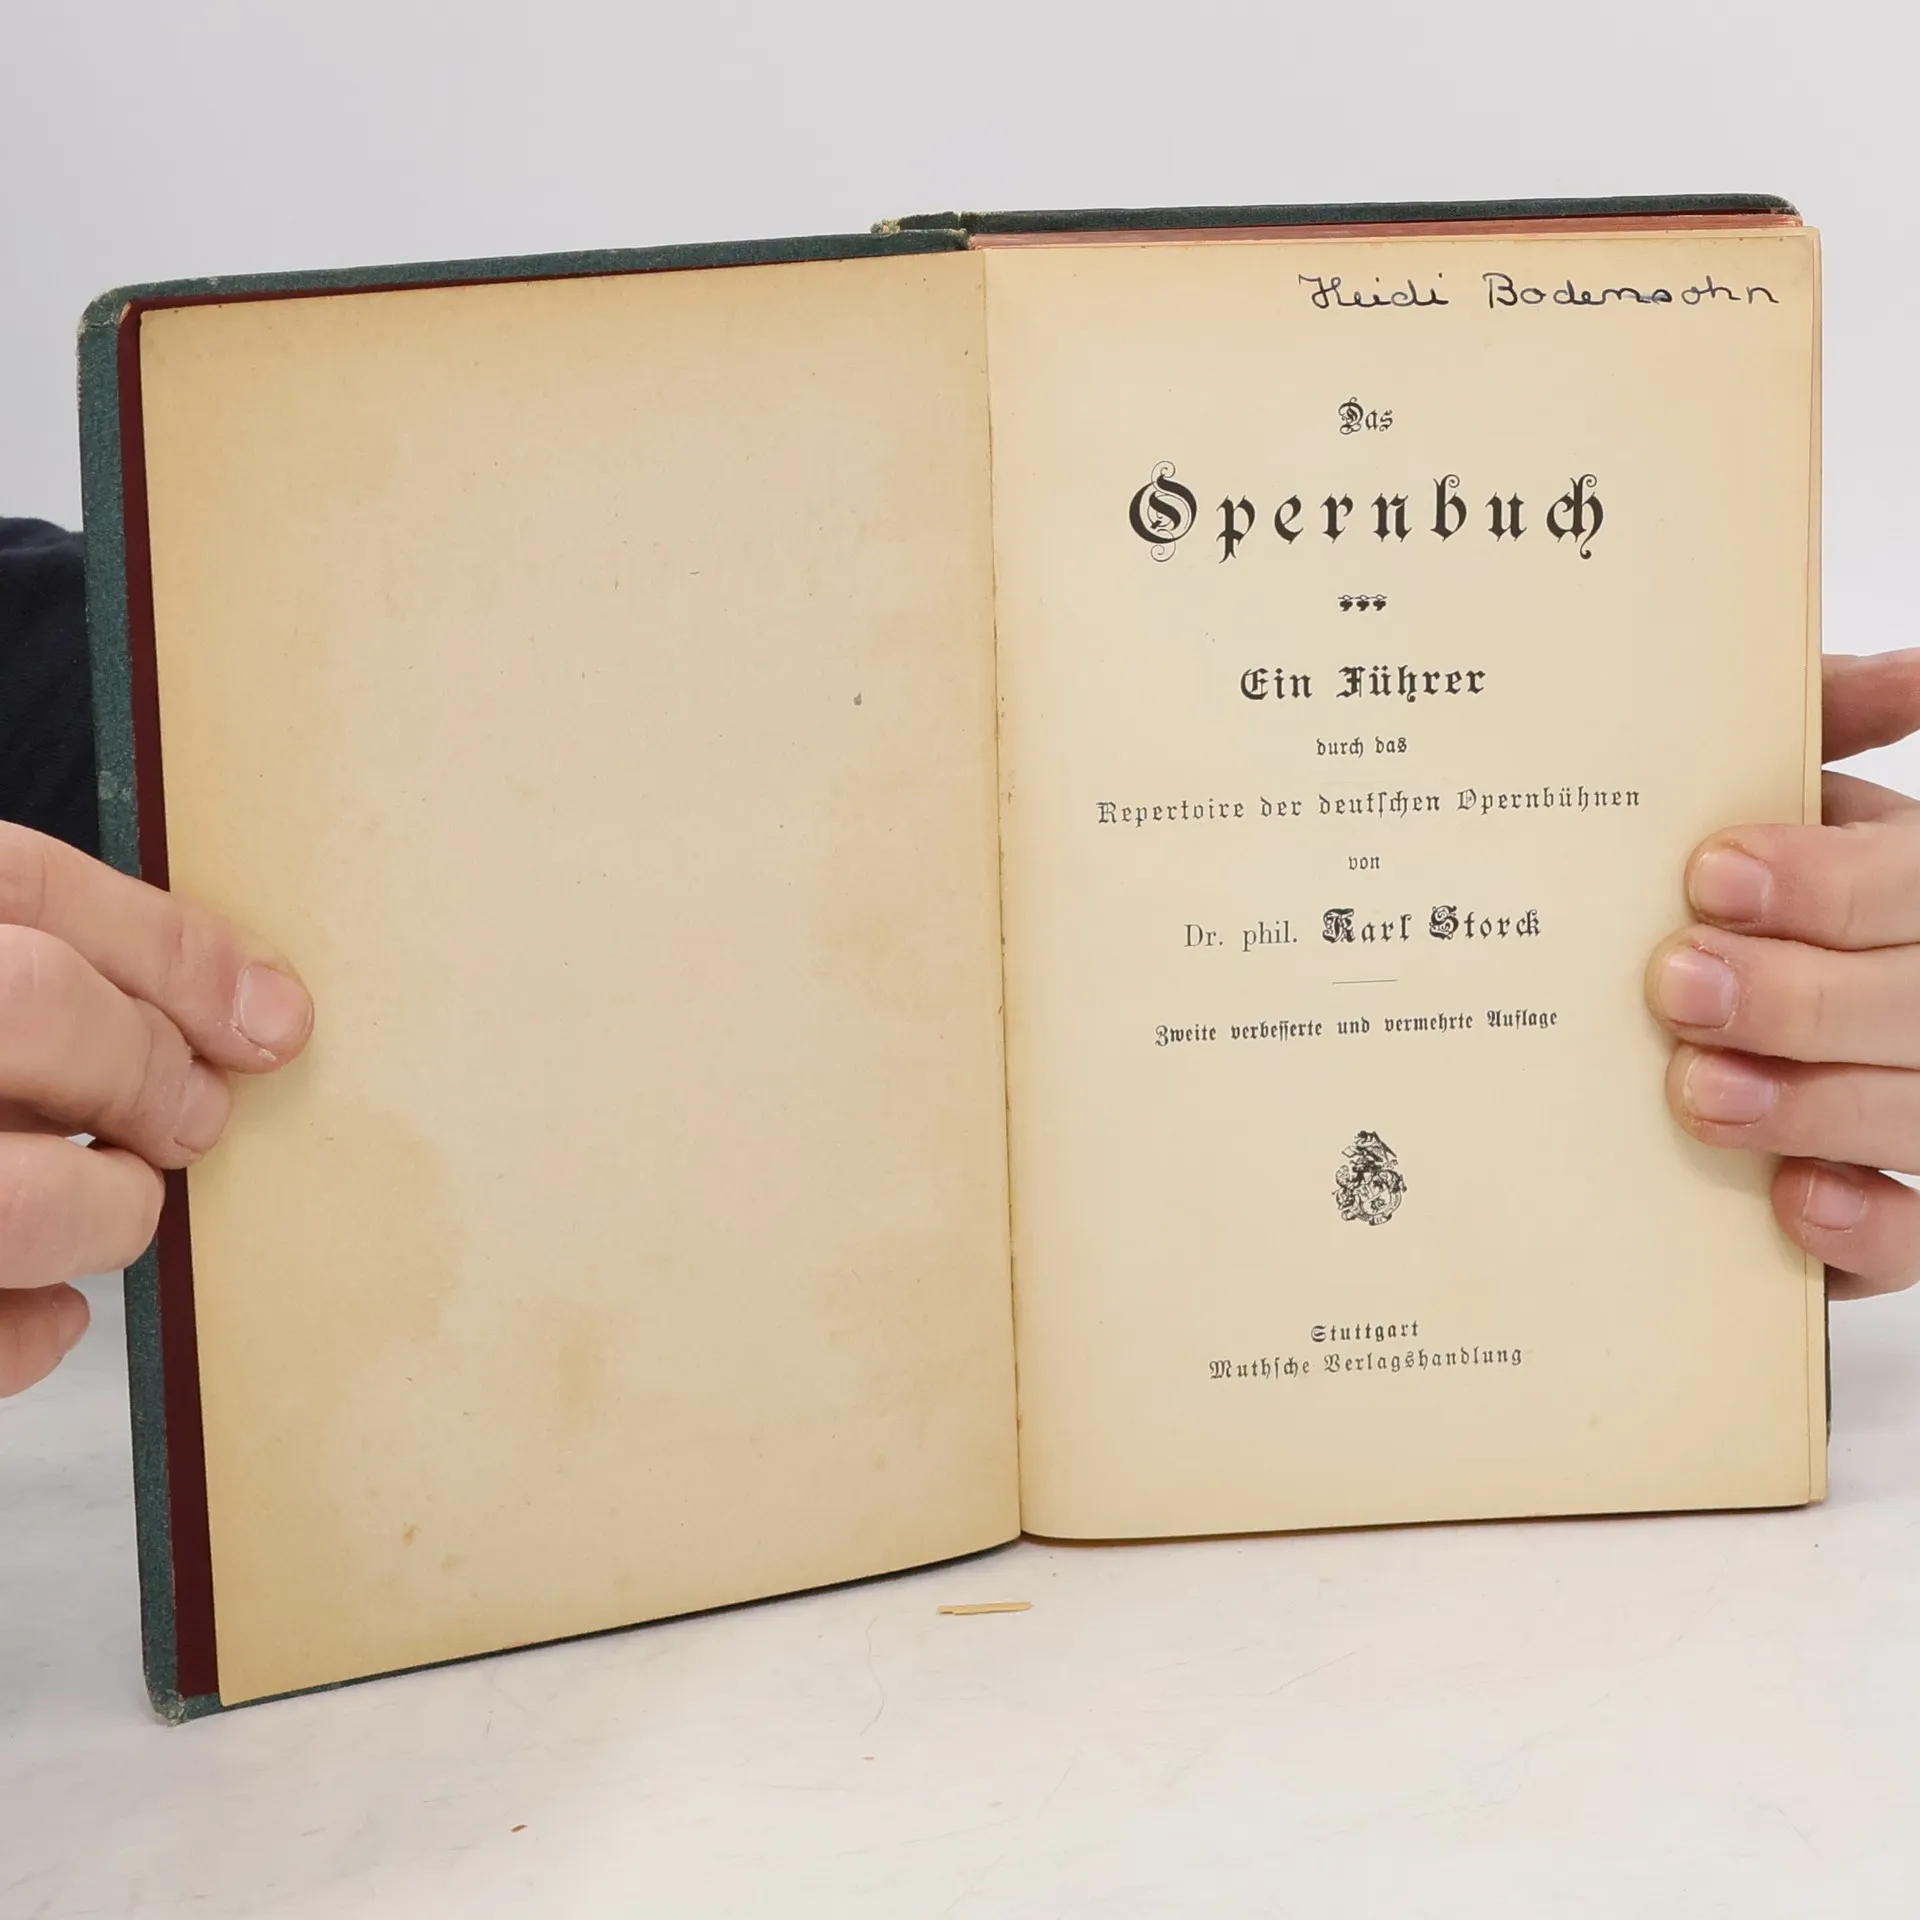 Heidi Bodensohn
Das
Opernbuch
Ein Führer
durch das
Repertoire der deutschen Opernbühnen
von
Dr. phil. Karl Storck
Zweite verbesserte und vermehrte Auflage
Stuttgart
Muthsche Verlagshandlung